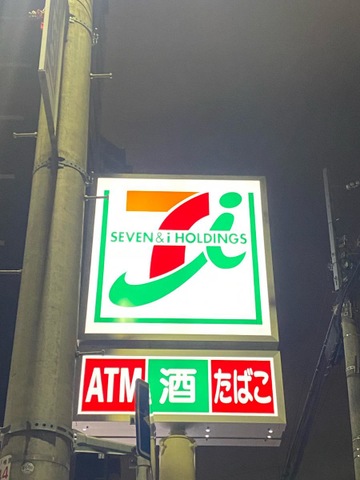 SEVEN & i HOLDINGS
ATM 酒 たばこ